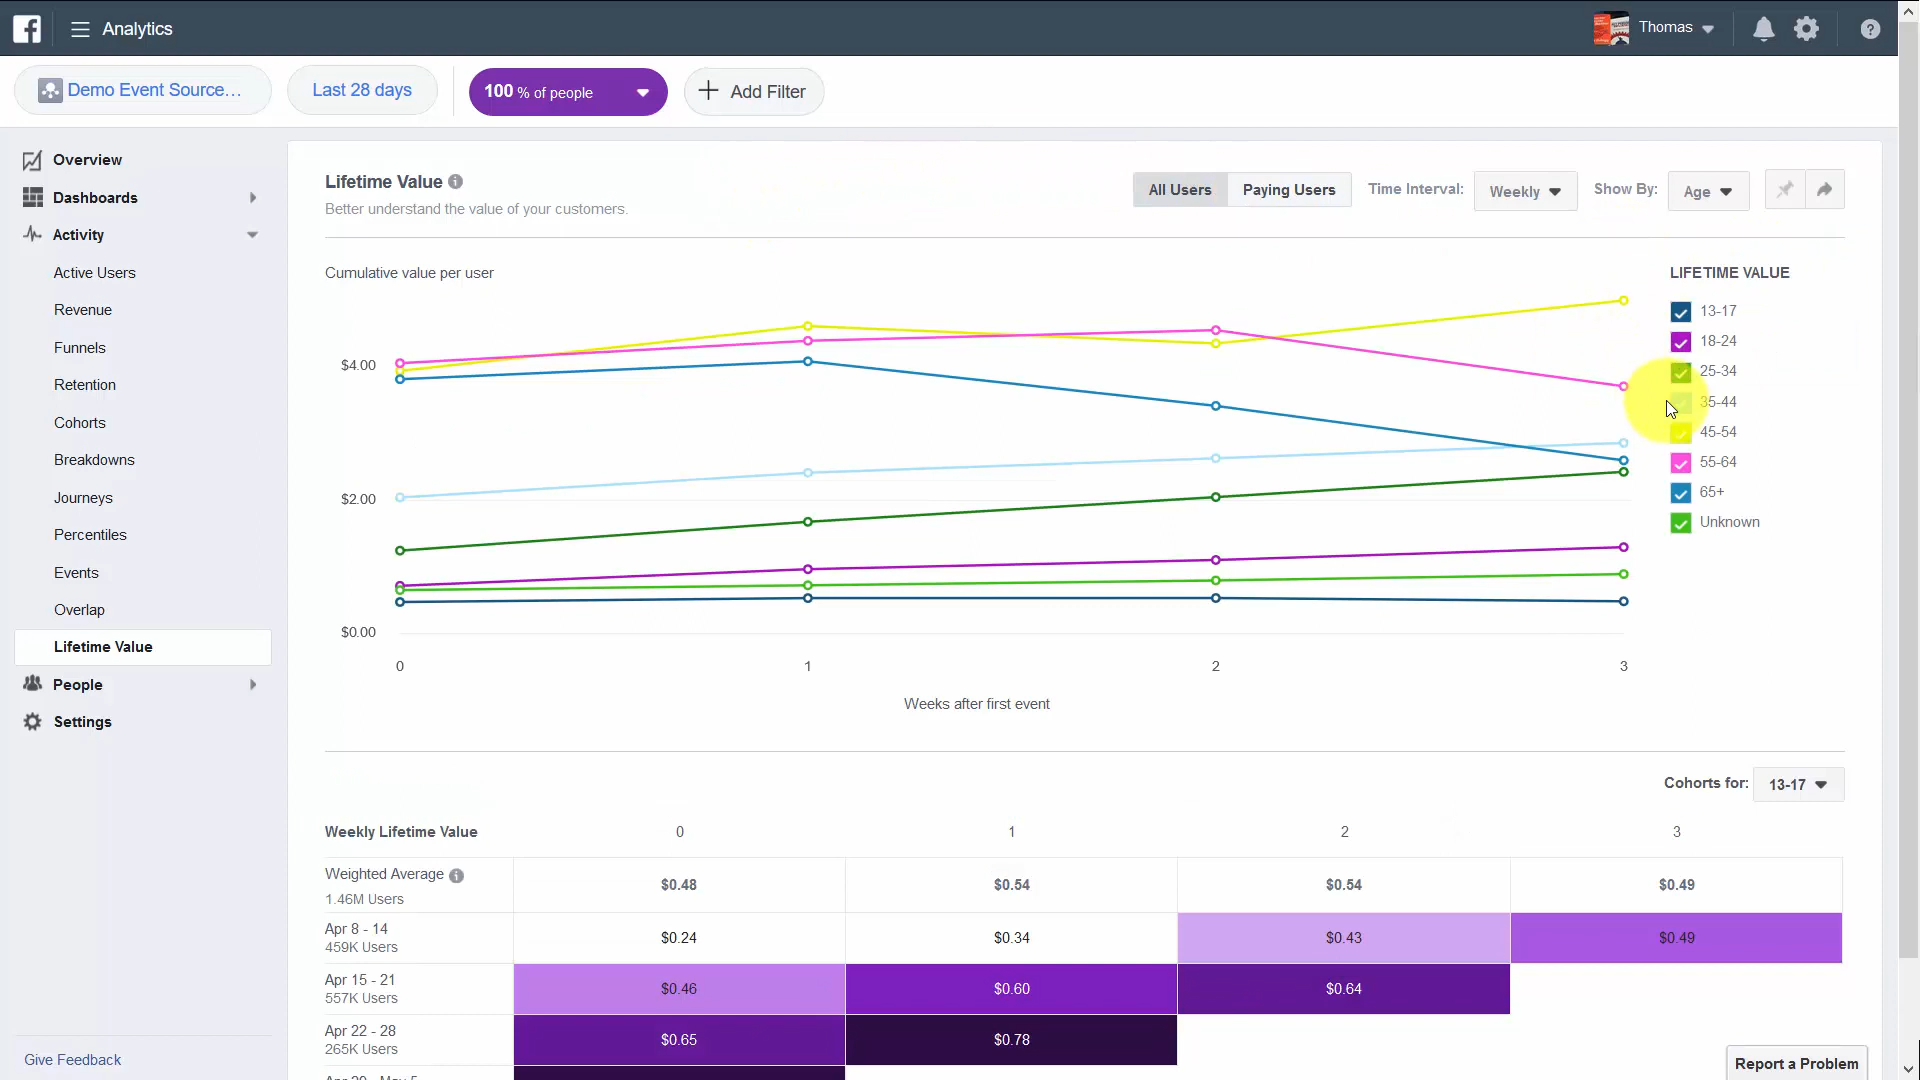 Analytics
Thomas
Demo Event Source...
Last 28 days
100 % of people
Add Filter
Overview
Dashboards
Activity
Active Users
Revenue
Funnels
Retention
Cohorts
Breakdowns
Journeys
Percentiles
Events
Overlap
Lifetime Value
People
Settings
Give Feedback
Lifetime Value
Better understand the value of your customers.
All Users
Paying Users
Time Interval:
Weekly
Show By:
Age
Cumulative value per user
$4.00
$2.00
$0.00
0 1 2 3
Weeks after first event
LIFETIME VALUE
13-17
18-24
25-34
35-44
45-54
55-64
65+
Unknown
Cohorts for: 13-17
Weekly Lifetime Value 0 1 2 3
Weighted Average
1.46M Users
$0.48 $0.54 $0.54 $0.49
Apr 8 - 14
459K Users
$0.24 $0.34 $0.43 $0.49
Apr 15 - 21
557K Users
$0.46 $0.60 $0.64
Apr 22 - 28
265K Users
$0.65 $0.78
Report a Problem